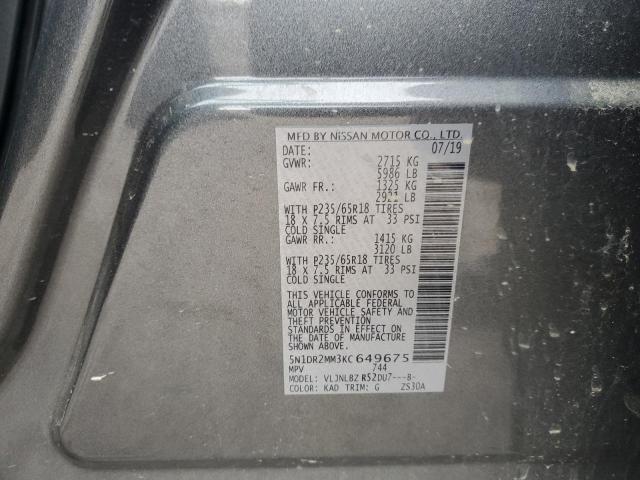 MFD BY NISSAN MOTOR CO., LTD.
DATE: 07/19
GVWR: 2715 KG
5986 LB
GAWR FR.: 1325 KG
2921 LB
WITH P235/65R18 TIRES
18 X 7.5 RIMS AT 33 PSI
COLD SINGLE
GAWR RR.: 1415 KG
3120 LB
WITH P235/65R18 TIRES
18 X 7.5 RIMS AT 33 PSI
COLD SINGLE
THIS VEHICLE CONFORMS TO
ALL APPLICABLE FEDERAL
MOTOR VEHICLE SAFETY AND
THEFT PREVENTION
STANDARDS IN EFFECT ON
THE DATE OF MANUFACTURE
SHOWN ABOVE.
5N1DR2MM3KC649675
MPV 744
MODEL: VLJNLBZ R52DU7---B-
COLOR: KAD TRIM: G ZS30A